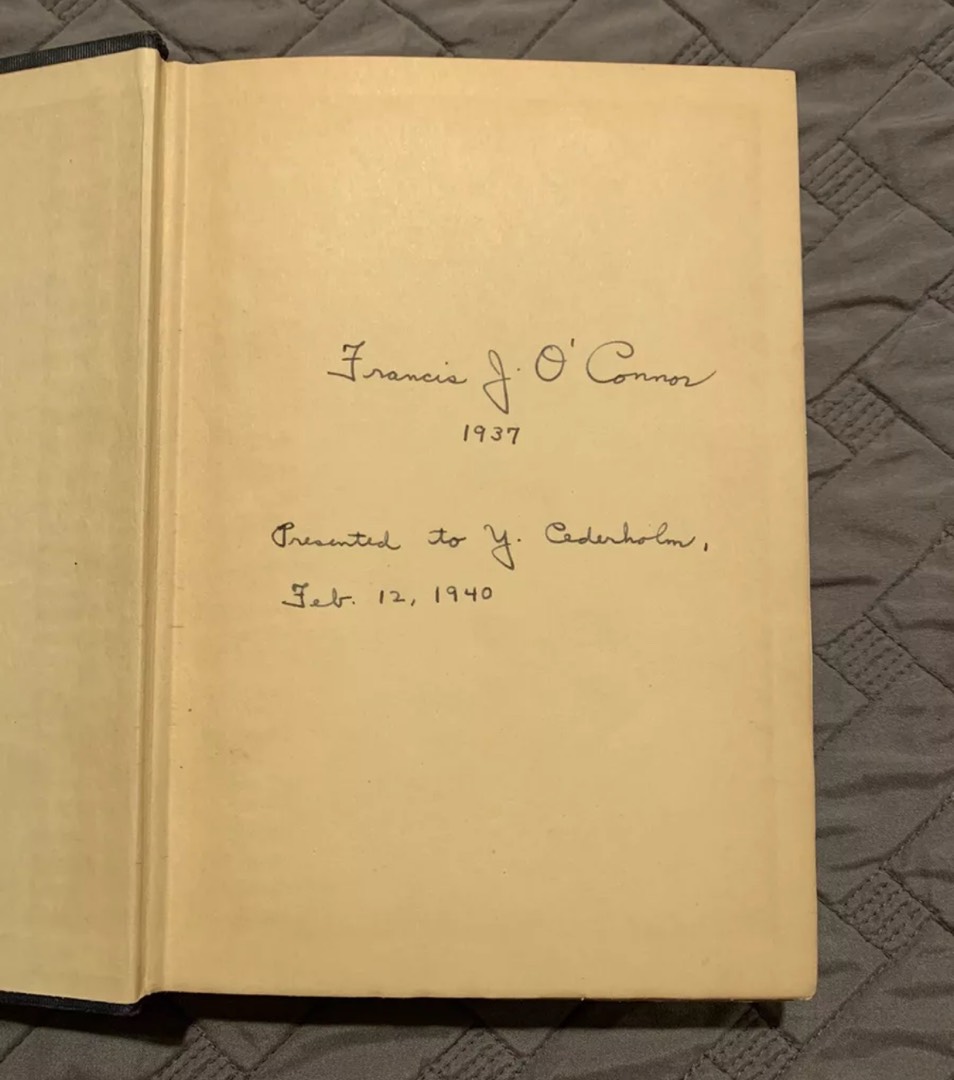 Francis J. O'Connor
1937
Presented to Y. Cederholm,
Feb. 12, 1940